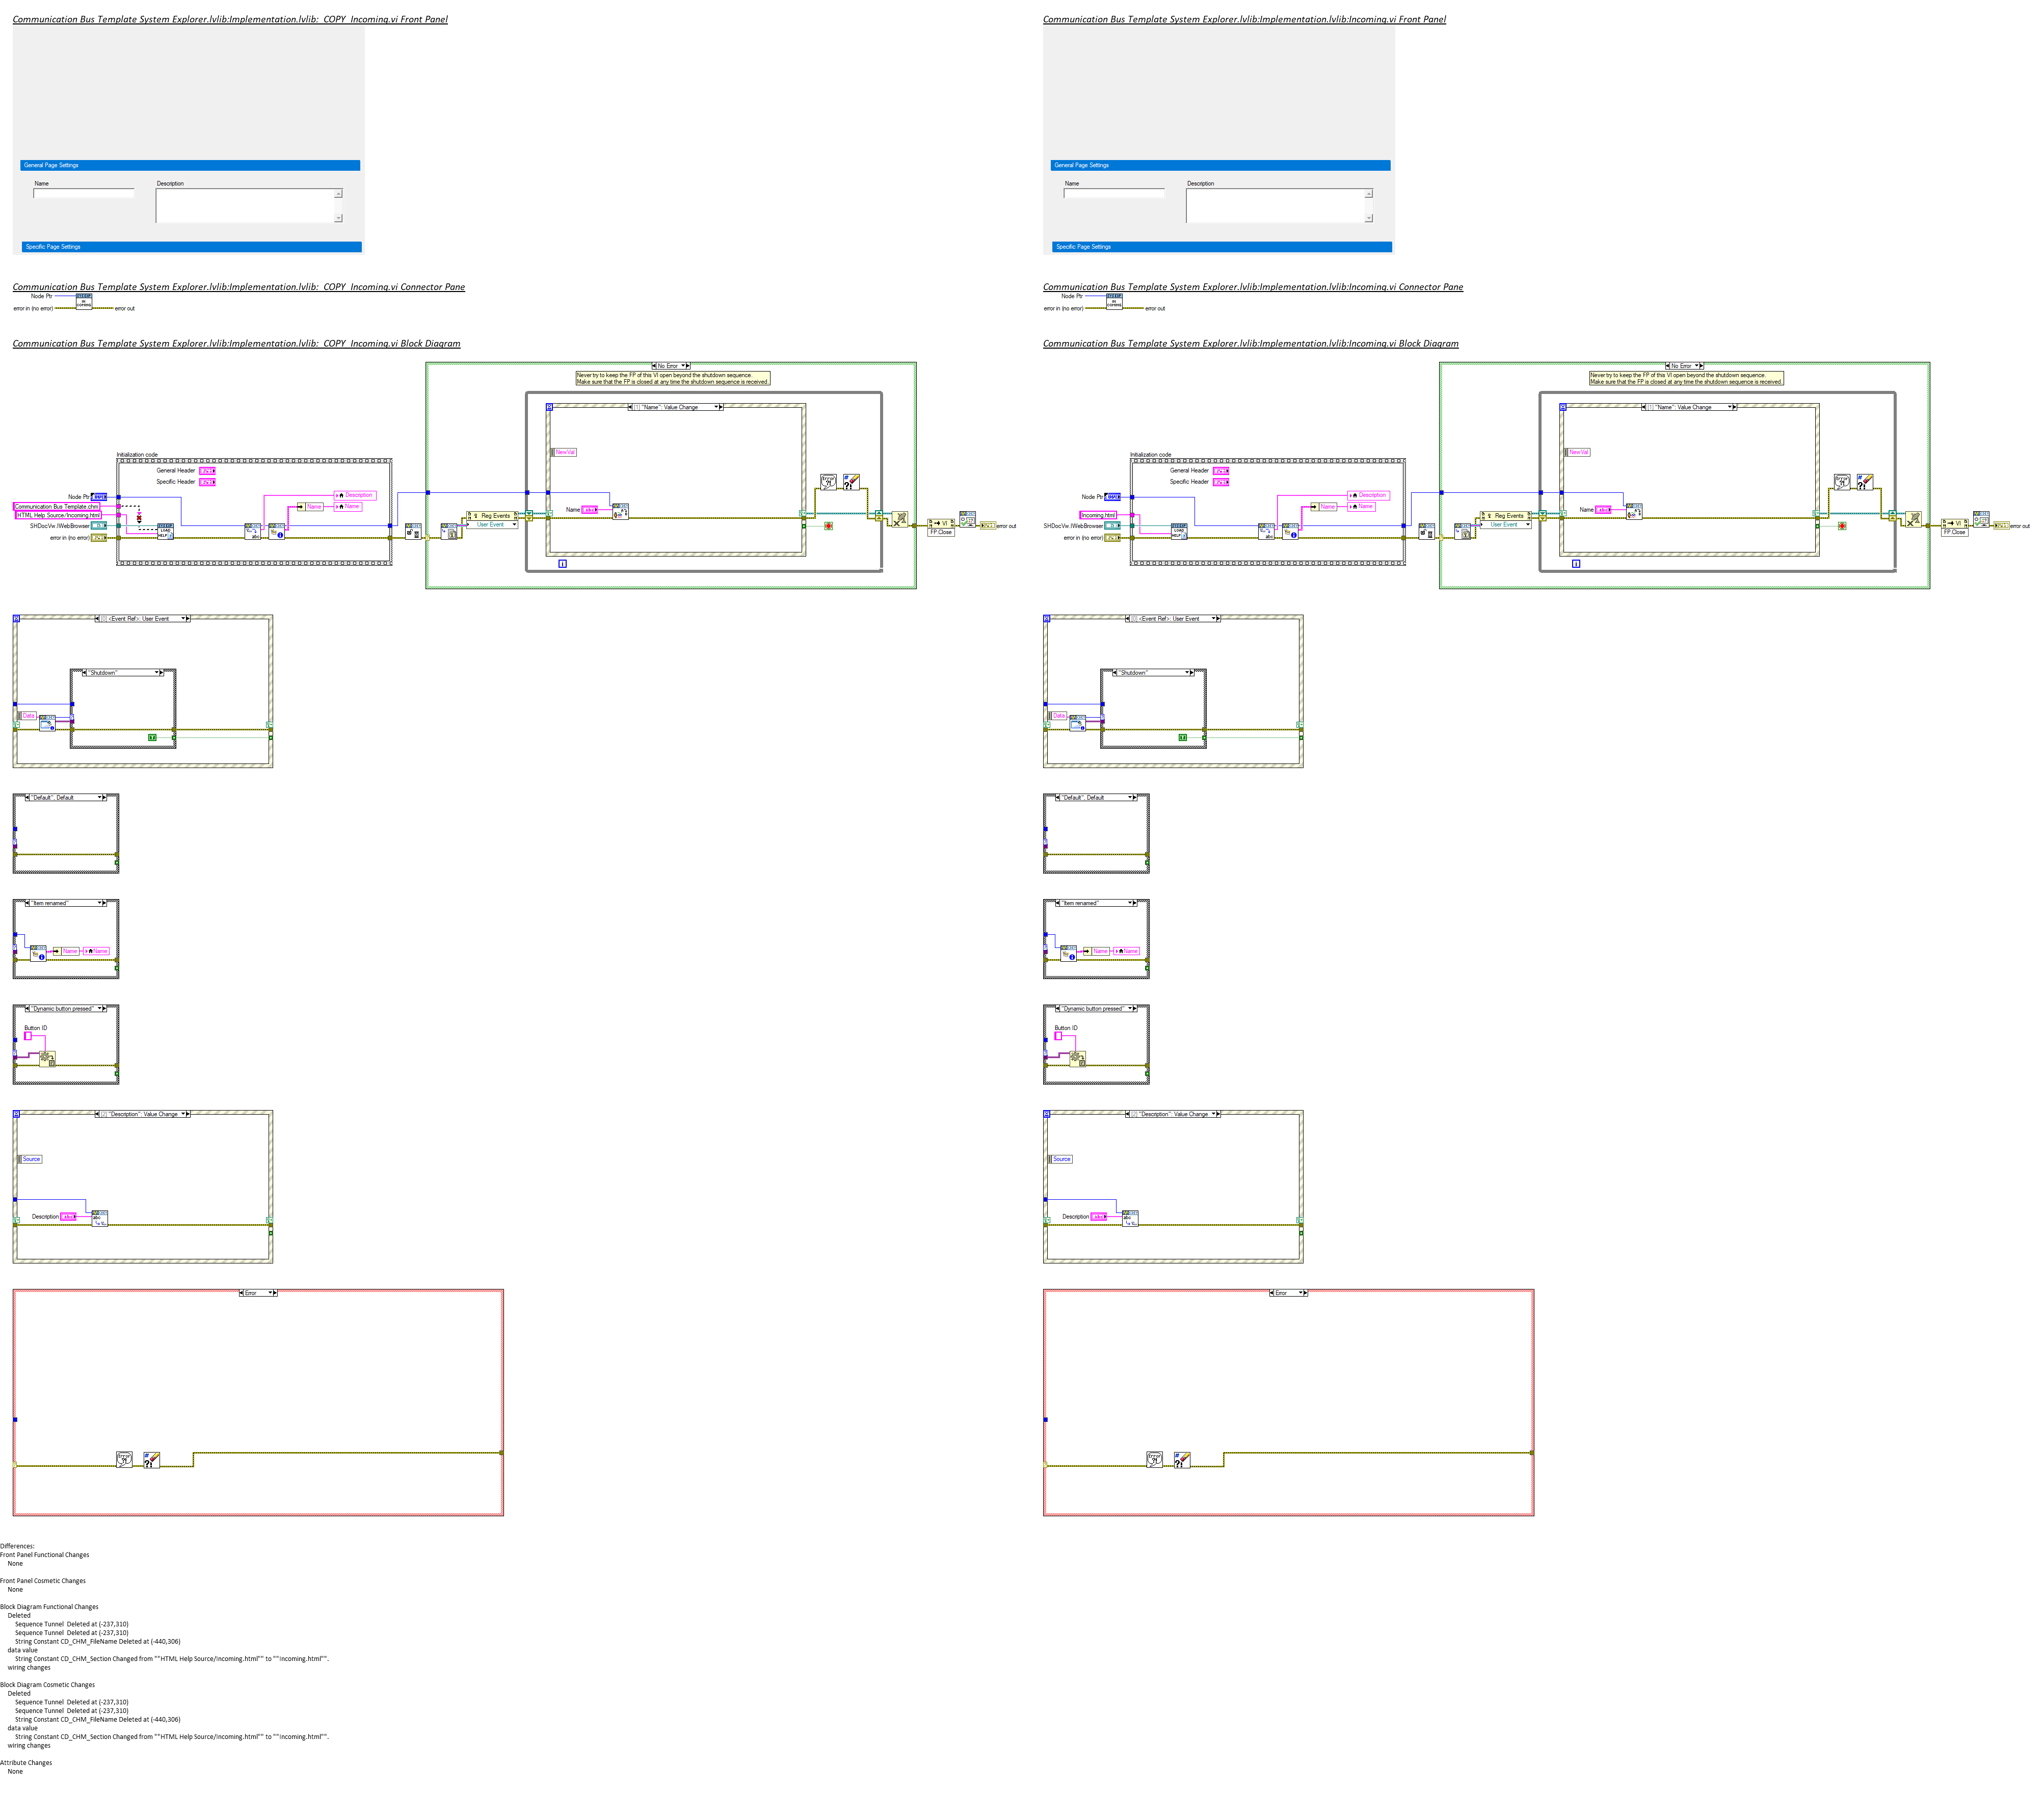 Communication Bus Template System Explorer.lvlib:Implementation.lvlib:_COPY_Incoming.vi Front Panel
General Page Settings
Name
Description
Specific Page Settings
Communication Bus Template System Explorer.lvlib:Implementation.lvlib:_COPY_Incoming.vi Connector Pane
Node Ptr
error in (no error)
error out
Communication Bus Template System Explorer.lvlib:Implementation.lvlib:_COPY_Incoming.vi Block Diagram
No Error
Never try to keep the FP of this VI open beyond the shutdown sequence.
Make sure that the FP is closed at any time the shutdown sequence is received.
[1] "Name": Value Change
NewVal
Initialization code
General Header
Specific Header
Node Ptr
Communication Bus Template.chm
HTML Help Source/Incoming.html
SHDocVw.IWebBrowser
error in (no error)
Description
Name
Name
Reg Events
User Event
Name
VI
FP.Close
error out
[0] <Event Ref>: User Event
"Shutdown"
Data
"Default", Default
"Item renamed"
Name
Name
"Dynamic button pressed"
Button ID
[2] "Description": Value Change
Source
Description
Error
Communication Bus Template System Explorer.lvlib:Implementation.lvlib:Incoming.vi Front Panel
General Page Settings
Name
Description
Specific Page Settings
Communication Bus Template System Explorer.lvlib:Implementation.lvlib:Incoming.vi Connector Pane
Node Ptr
error in (no error)
error out
Communication Bus Template System Explorer.lvlib:Implementation.lvlib:Incoming.vi Block Diagram
No Error
Never try to keep the FP of this VI open beyond the shutdown sequence.
Make sure that the FP is closed at any time the shutdown sequence is received.
[1] "Name": Value Change
NewVal
Initialization code
General Header
Specific Header
Node Ptr
Incoming.html
SHDocVw.IWebBrowser
error in (no error)
Description
Name
Name
Reg Events
User Event
Name
VI
FP.Close
error out
[0] <Event Ref>: User Event
"Shutdown"
Data
"Default", Default
"Item renamed"
Name
Name
"Dynamic button pressed"
Button ID
[2] "Description": Value Change
Source
Description
Error
Differences:
Front Panel Functional Changes
None
Front Panel Cosmetic Changes
None
Block Diagram Functional Changes
Deleted
Sequence Tunnel  Deleted at (-237,310)
Sequence Tunnel  Deleted at (-237,310)
String Constant CD_CHM_FileName Deleted at (-440,306)
data value
String Constant CD_CHM_Section Changed from ""HTML Help Source/Incoming.html"" to ""Incoming.html"".
wiring changes
Block Diagram Cosmetic Changes
Deleted
Sequence Tunnel  Deleted at (-237,310)
Sequence Tunnel  Deleted at (-237,310)
String Constant CD_CHM_FileName Deleted at (-440,306)
data value
String Constant CD_CHM_Section Changed from ""HTML Help Source/Incoming.html"" to ""Incoming.html"".
wiring changes
Attribute Changes
None